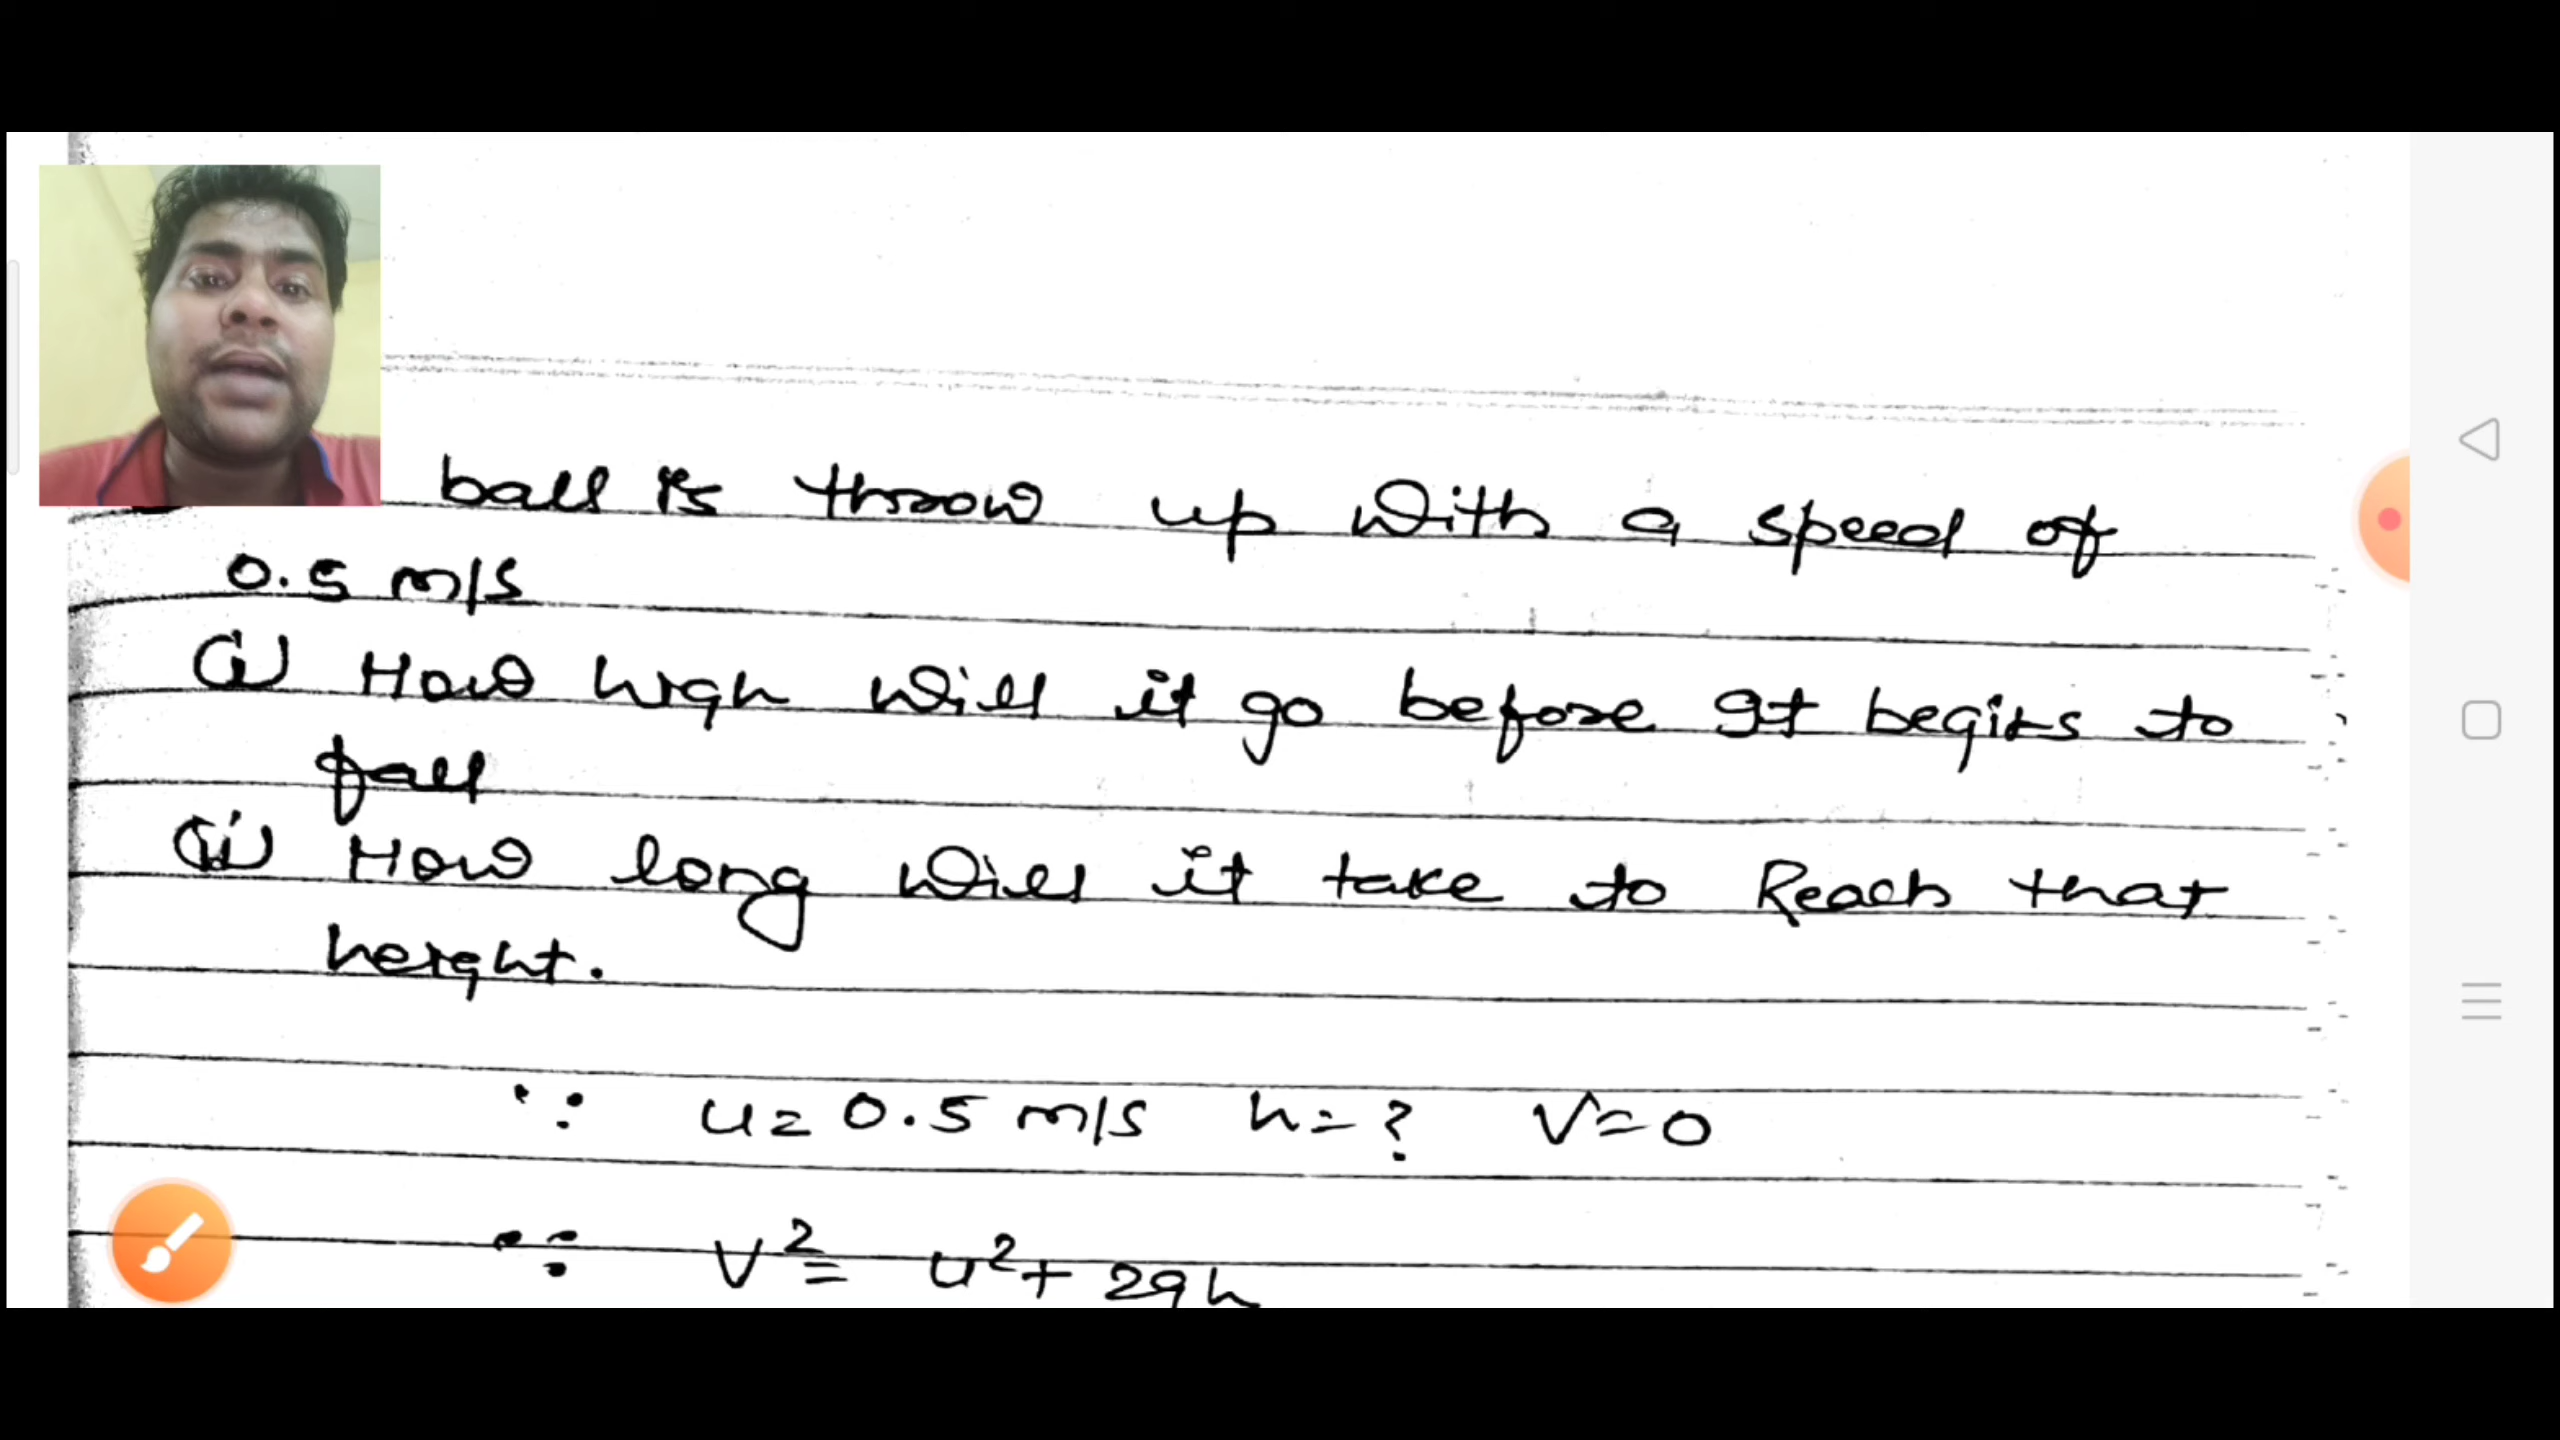 ball is throw up with a speed of
0.5 m/s
(i) How high will it go before It begins to
fall
(ii) How long will it take to Reach that
height.
∵ u= 0.5 m/s h=? V=0
∵ V²= u²+ 2gh